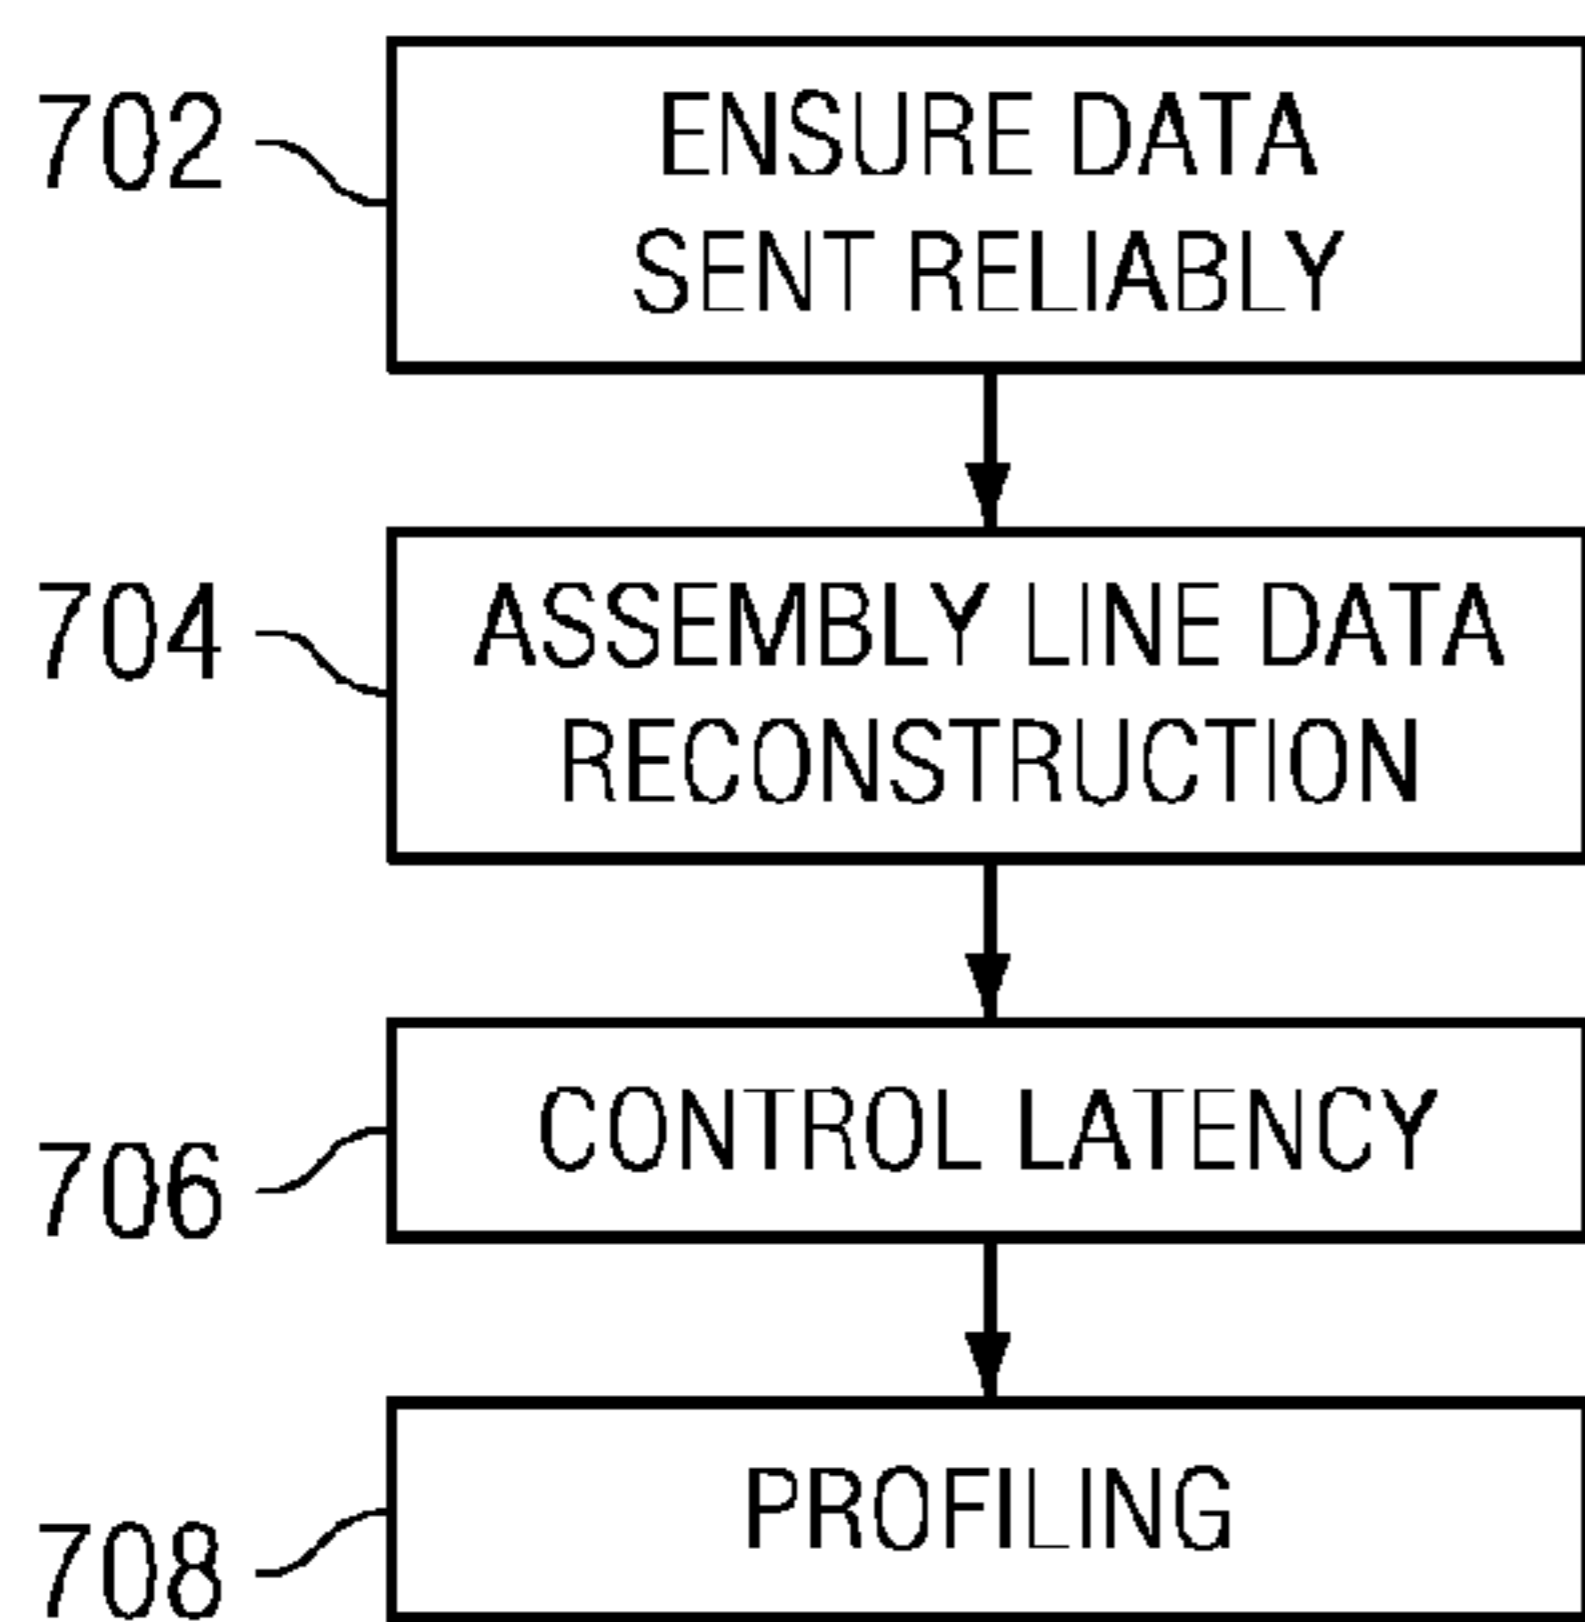 702
ENSURE DATA
SENT RELIABLY
704
ASSEMBLY LINE DATA
RECONSTRUCTION
706
CONTROL LATENCY
708
PROFILING